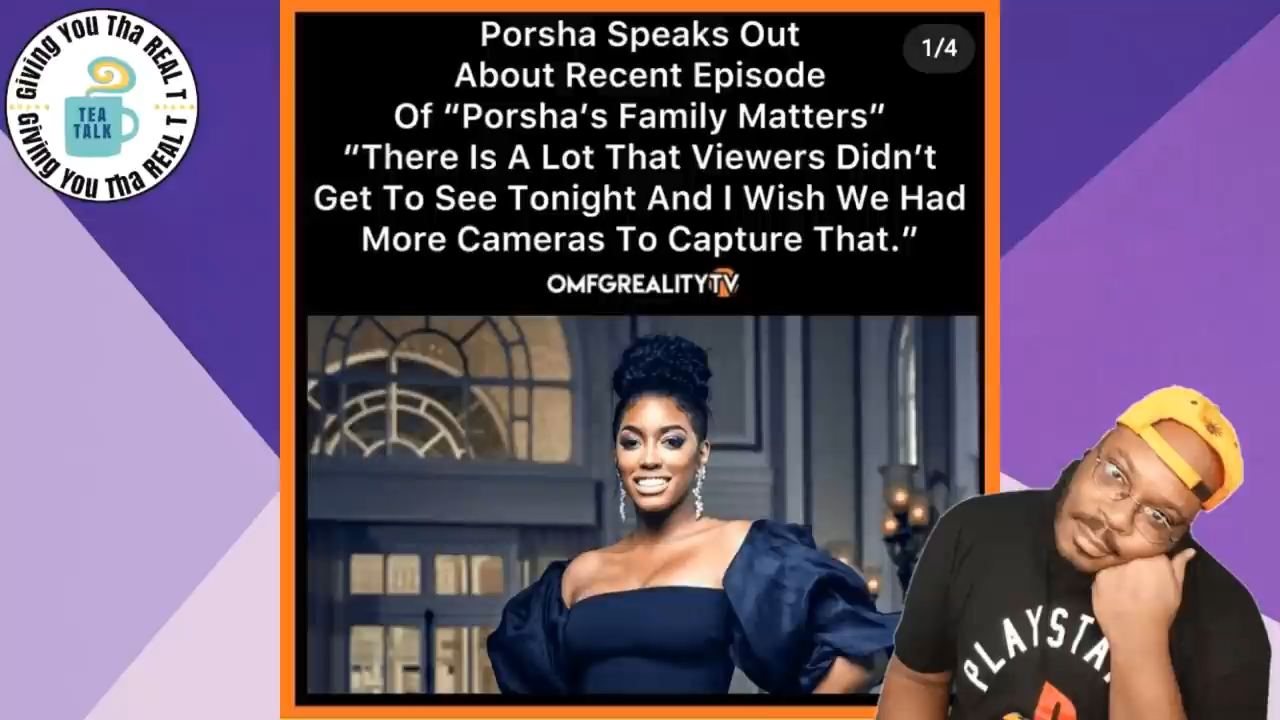 Giving You Tha REAL T
TEA
TALK
Giving You Tha REAL T
Porsha Speaks Out
About Recent Episode
Of “Porsha’s Family Matters”
“There Is A Lot That Viewers Didn’t
Get To See Tonight And I Wish We Had
More Cameras To Capture That.”
1/4
OMFGREALITYTV
PLAYSTA